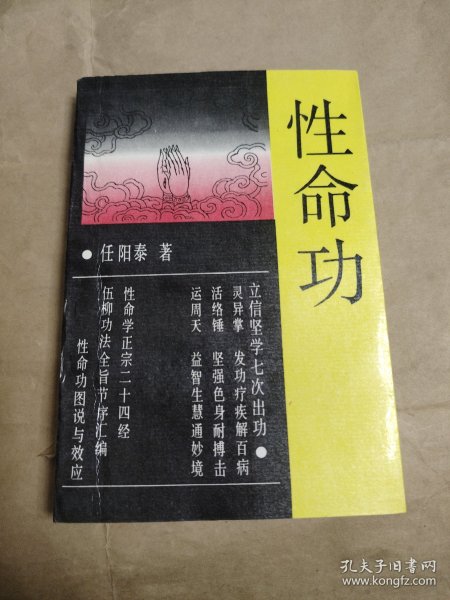 性命功
●任阳泰 著
立信坚学七次出功●
灵异掌 发功疗疾解百病
活络锤 坚强色身耐搏击
运周天 益智生慧通妙境
性命学正宗二十四经
伍柳功法全旨节序汇编
性命功图说与效应
孔夫子旧书网
www.kongfz.com